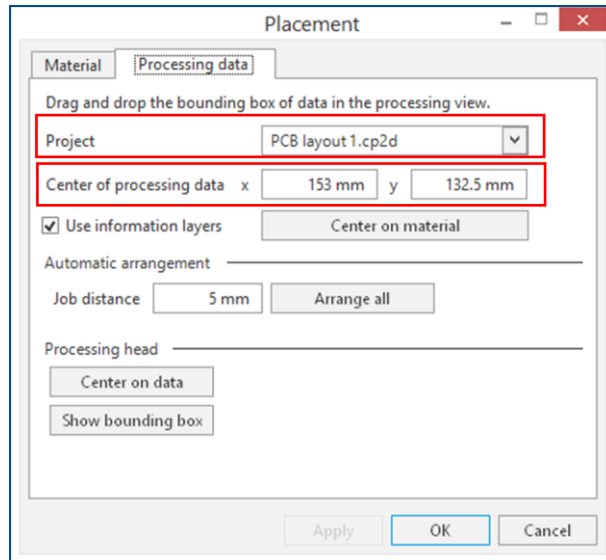 Placement
Material Processing data
Drag and drop the bounding box of data in the processing view.
Project PCB layout 1.cp2d
Center of processing data x 153 mm y 132.5 mm
Use information layers Center on material
Automatic arrangement
Job distance 5 mm Arrange all
Processing head
Center on data
Show bounding box
Apply OK Cancel